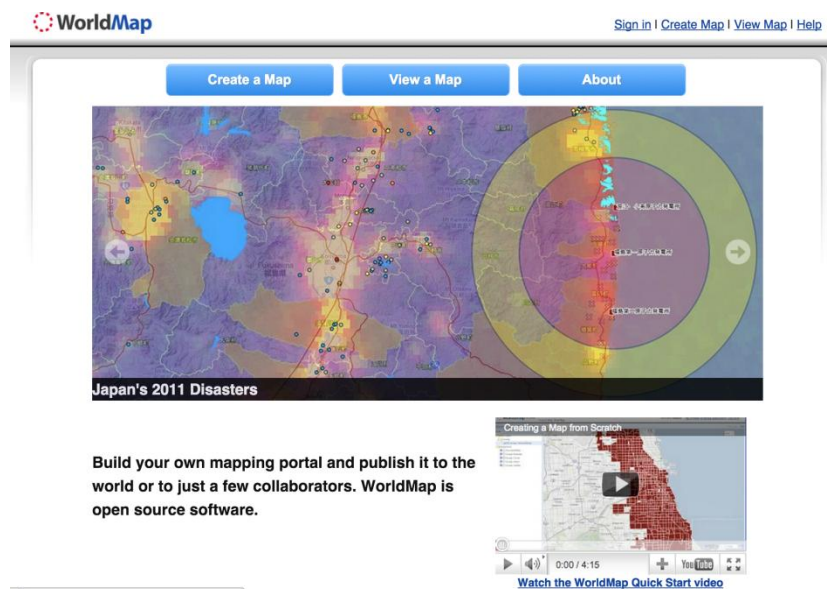 WorldMap
Sign in | Create Map | View Map | Help
Create a Map
View a Map
About
Japan's 2011 Disasters
Build your own mapping portal and publish it to the
world or to just a few collaborators. WorldMap is
open source software.
Creating a Map from Scratch
0:00 / 4:15
YouTube
Watch the WorldMap Quick Start video